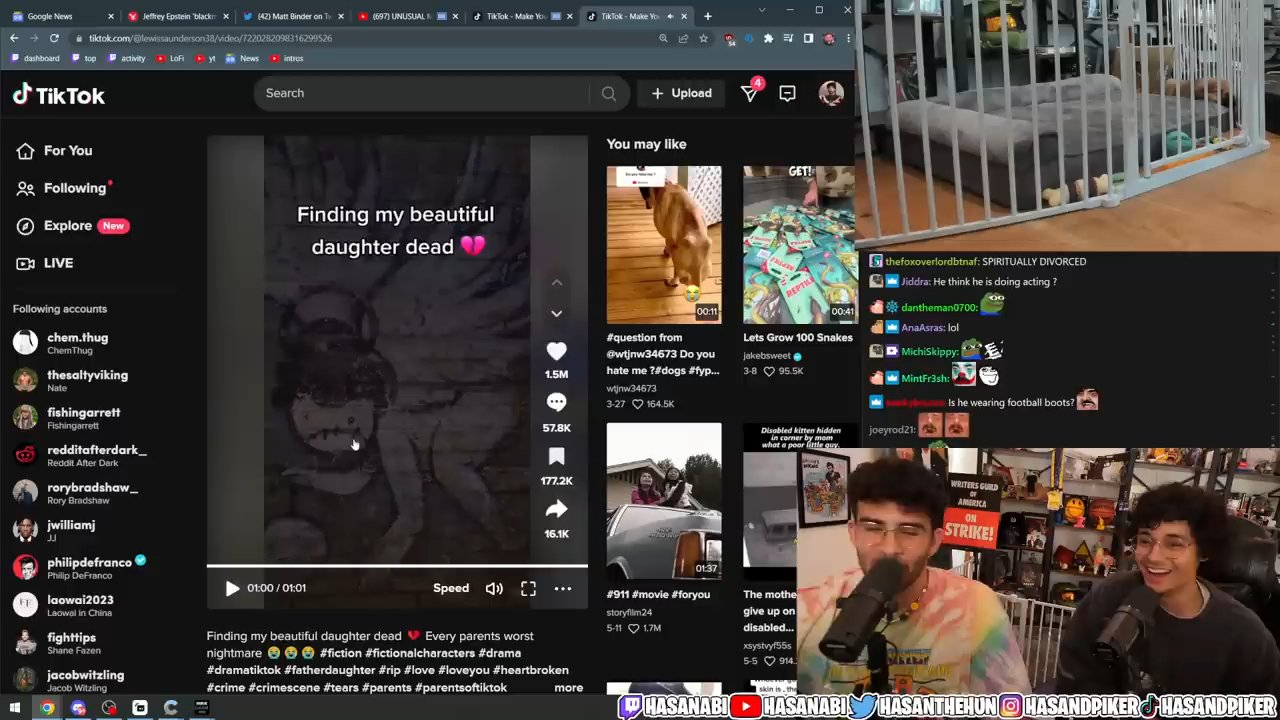 Google News
Jeffrey Epstein 'blackm
(42) Matt Binder on Tw
(697) UNUSUAL M
TikTok - Make You
TikTok - Make You
tiktok.com/@lewissaunderson38/video/7220282098316299526
54
dashboard
top
activity
LoFi
yt
News
intros
TikTok
Search
Upload
4
For You
Following
Explore
New
LIVE
Following accounts
chem.thug
ChemThug
thesaltyviking
Nate
fishingarrett
Fishingarrett
redditafterdark_
Reddit After Dark
rorybradshaw_
Rory Bradshaw
jwilliamj
JJ
philipdefranco
Philip DeFranco
laowai2023
Laowai in China
fighttips
Shane Fazen
jacobwitzling
Jacob Witzling
Finding my beautiful
daughter dead 💔
1.5M
57.8K
177.2K
16.1K
01:00 / 01:01
Speed
Finding my beautiful daughter dead 💔 Every parents worst
nightmare 😭 😭 😭 #fiction #fictionalcharacters #drama
#dramatiktok #fatherdaughter #rip #love #loveyou #heartbroken
#crime #crimescene #tears #parents #parentsoftiktok
more
You may like
00:11
#question from
@wtjnw34673 Do you
hate me ?#dogs #fyp...
wtjnw34673
3-27 164.5K
GET!
REPTILE
00:41
Lets Grow 100 Snakes
jakebsweet
3-8 95.5K
01:37
#911 #movie #foryou
storyfilm24
5-11 1.7M
Disabled kitten hidden
in corner by mom
what a poor little guy.
The mothe
give up on
disabled...
xsystvyf55s
5-5 914.
skin is , the
thefoxoverlordbtnaf: SPIRITUALLY DIVORCED
Jiddra: He think he is doing acting ?
dantheman0700:
AnaAsras: lol
MichiSkippy:
MintFr3sh:
Is he wearing football boots?
joeyrod21:
WRITERS GUILD
OF
AMERICA
ON
STRIKE!
HASANABI
HASANABI
HASANTHEHUN
HASANDPIKER
HASANDPIKER